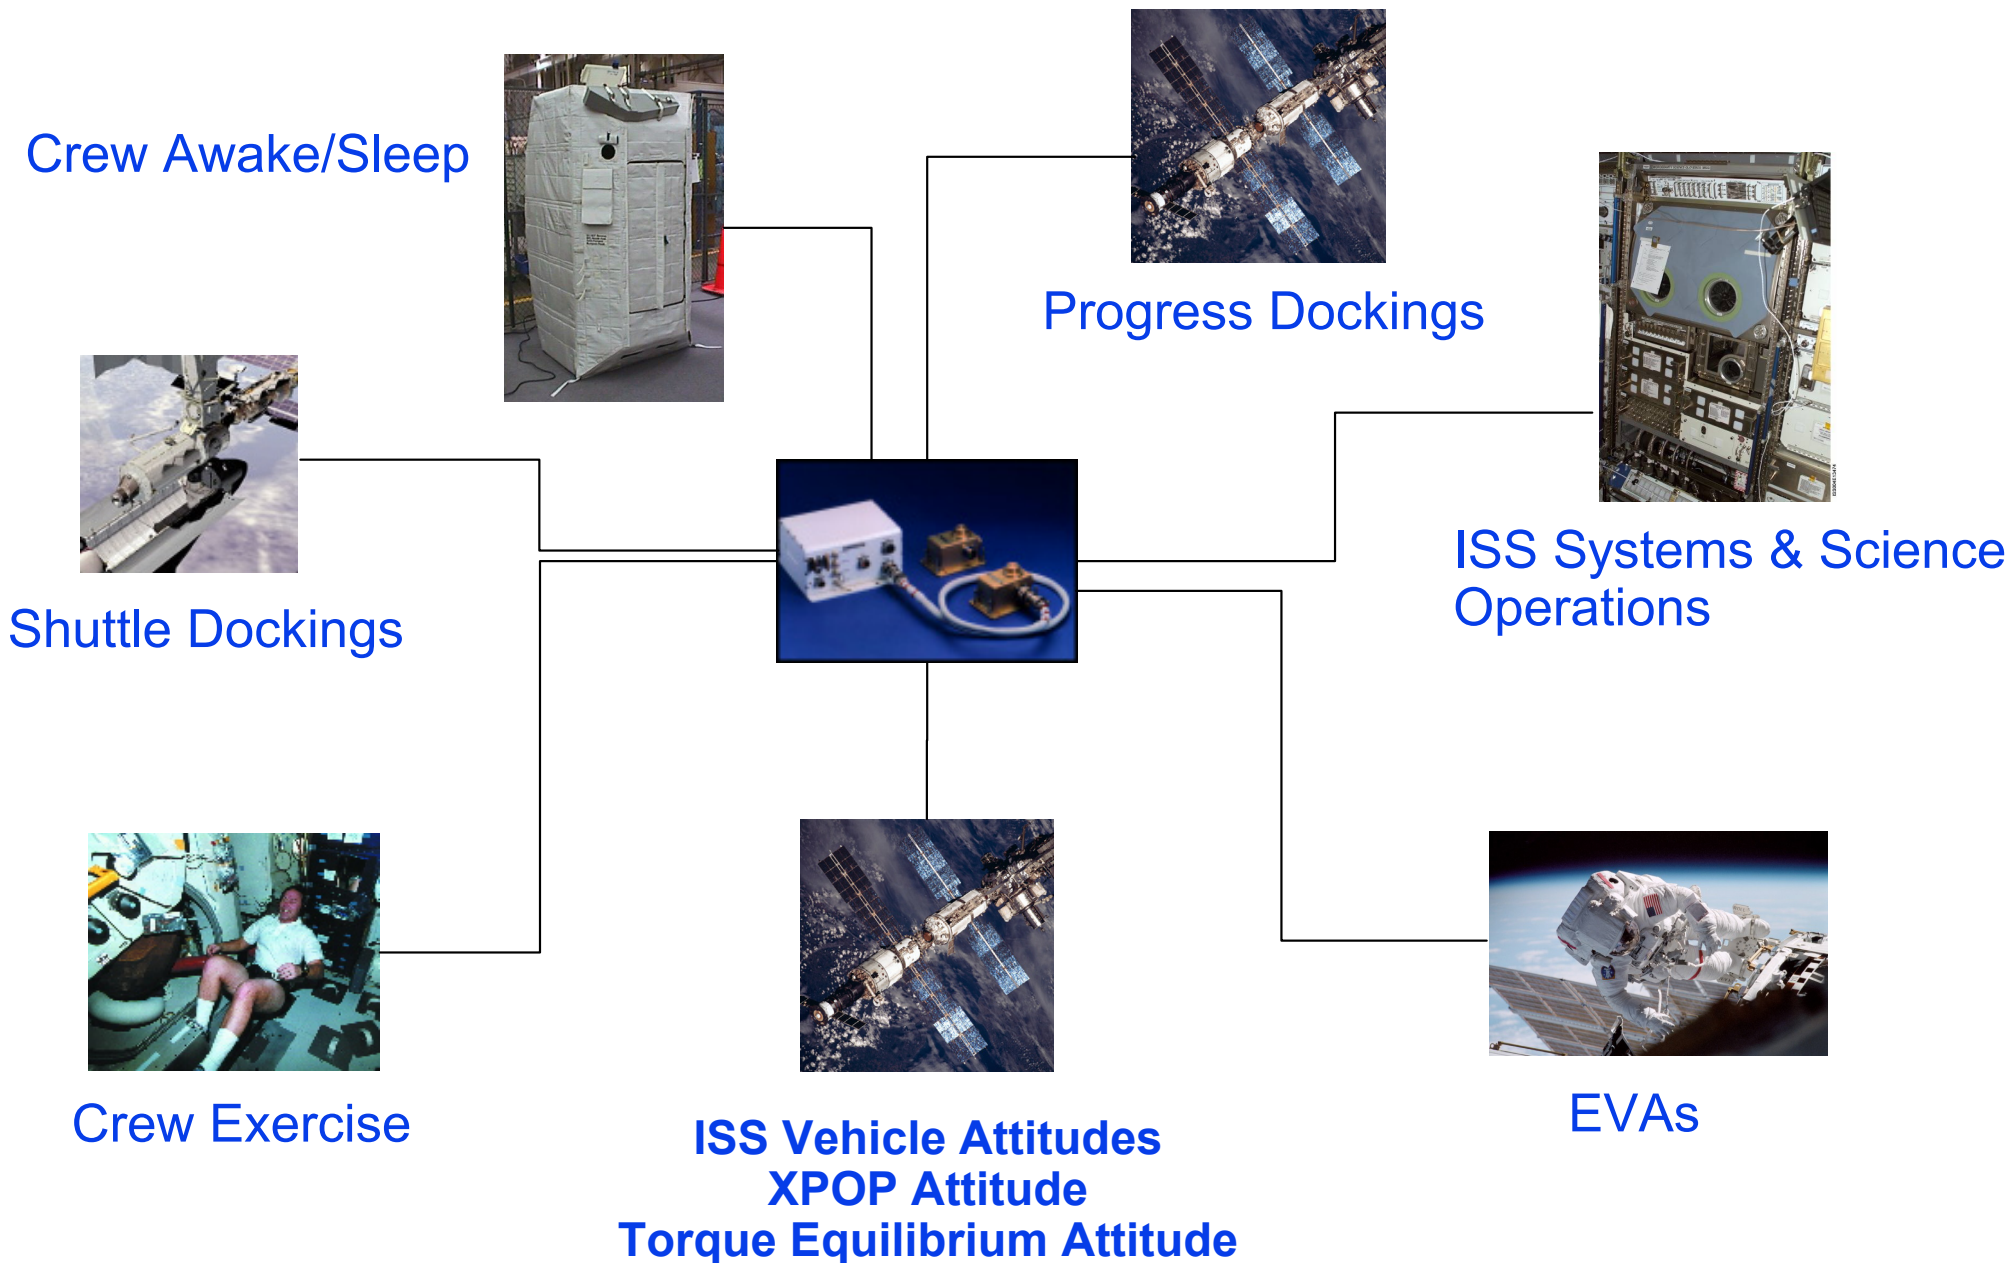 Crew Awake/Sleep
Progress Dockings
ISS Systems & Science
Operations
Shuttle Dockings
Crew Exercise
EVAs
ISS Vehicle Attitudes
XPOP Attitude
Torque Equilibrium Attitude